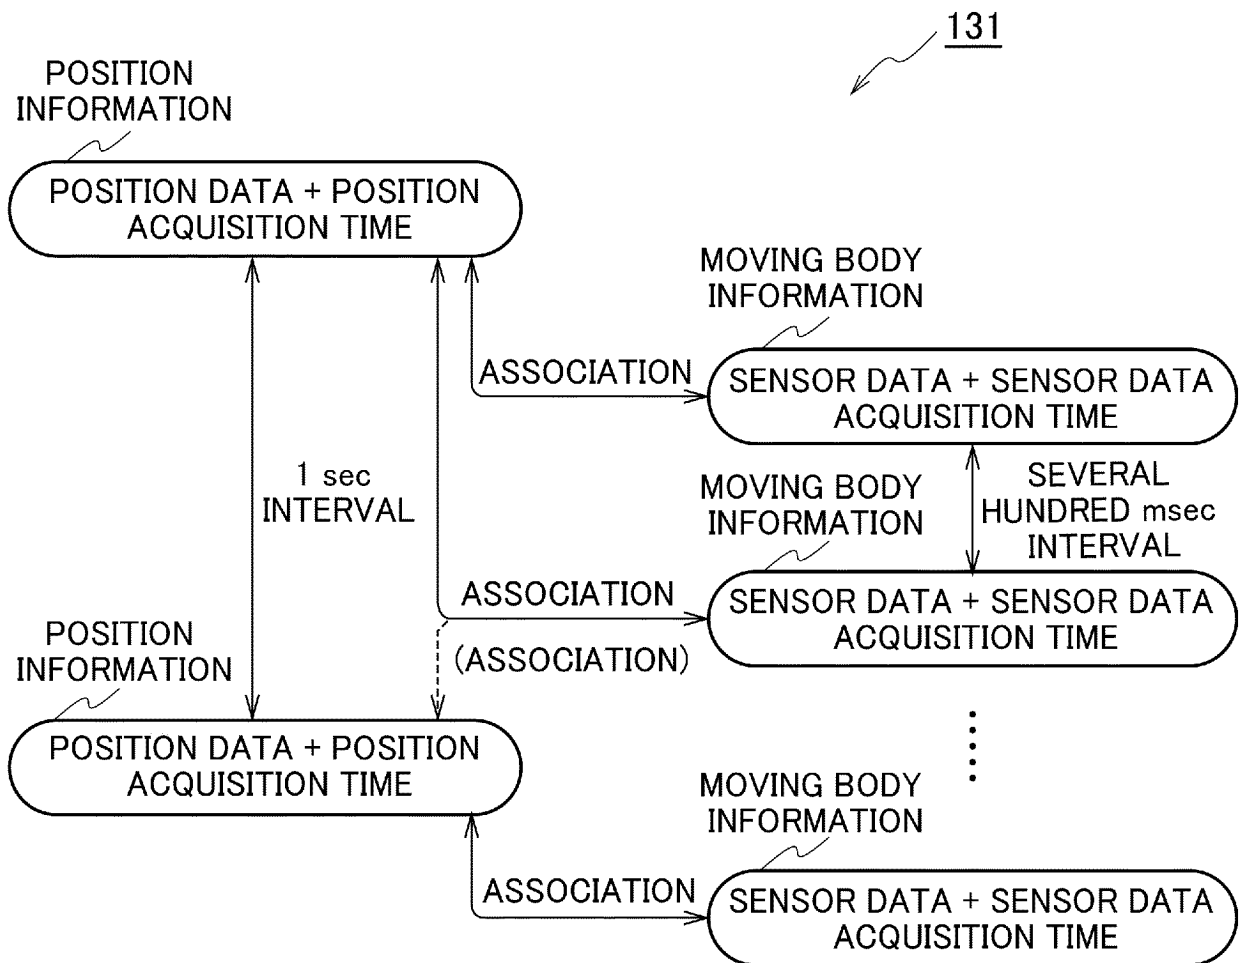 131
POSITION
INFORMATION
POSITION DATA + POSITION
ACQUISITION TIME
MOVING BODY
INFORMATION
ASSOCIATION
SENSOR DATA + SENSOR DATA
ACQUISITION TIME
1 sec
INTERVAL
MOVING BODY
INFORMATION
SEVERAL
HUNDRED msec
INTERVAL
ASSOCIATION
SENSOR DATA + SENSOR DATA
ACQUISITION TIME
POSITION
INFORMATION
(ASSOCIATION)
POSITION DATA + POSITION
ACQUISITION TIME
MOVING BODY
INFORMATION
ASSOCIATION
SENSOR DATA + SENSOR DATA
ACQUISITION TIME